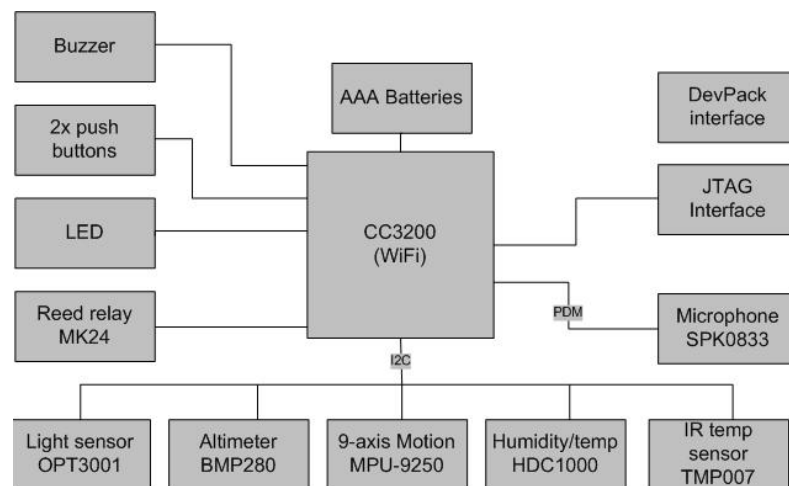 Buzzer
AAA Batteries
DevPack
interface
2x push
buttons
JTAG
Interface
LED
CC3200
(WiFi)
Reed relay
MK24
PDM
Microphone
SPK0833
I2C
Light sensor
OPT3001
Altimeter
BMP280
9-axis Motion
MPU-9250
Humidity/temp
HDC1000
IR temp
sensor
TMP007